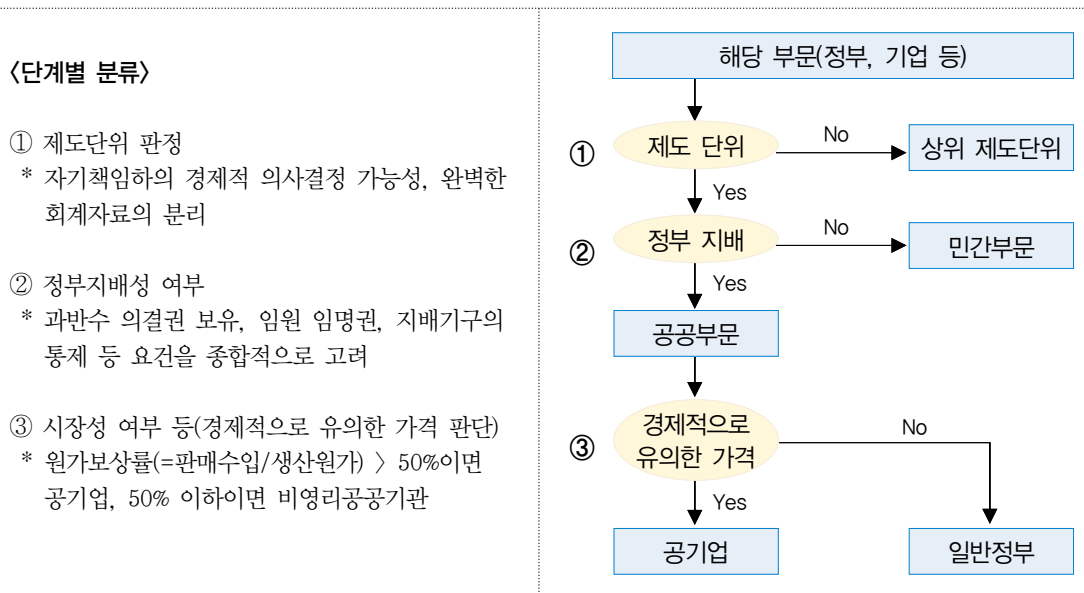 〈단계별 분류〉
① 제도단위 판정
* 자기책임하의 경제적 의사결정 가능성, 완벽한
회계자료의 분리
② 정부지배성 여부
* 과반수 의결권 보유, 임원 임명권, 지배기구의
통제 등 요건을 종합적으로 고려
③ 시장성 여부 등(경제적으로 유의한 가격 판단)
* 원가보상률(=판매수입/생산원가) 〉 50%이면
공기업, 50% 이하이면 비영리공공기관
해당 부문(정부, 기업 등)
① 제도 단위 No 상위 제도단위
Yes
② 정부 지배 No 민간부문
Yes
공공부문
③ 경제적으로
유의한 가격 No
Yes
공기업 일반정부